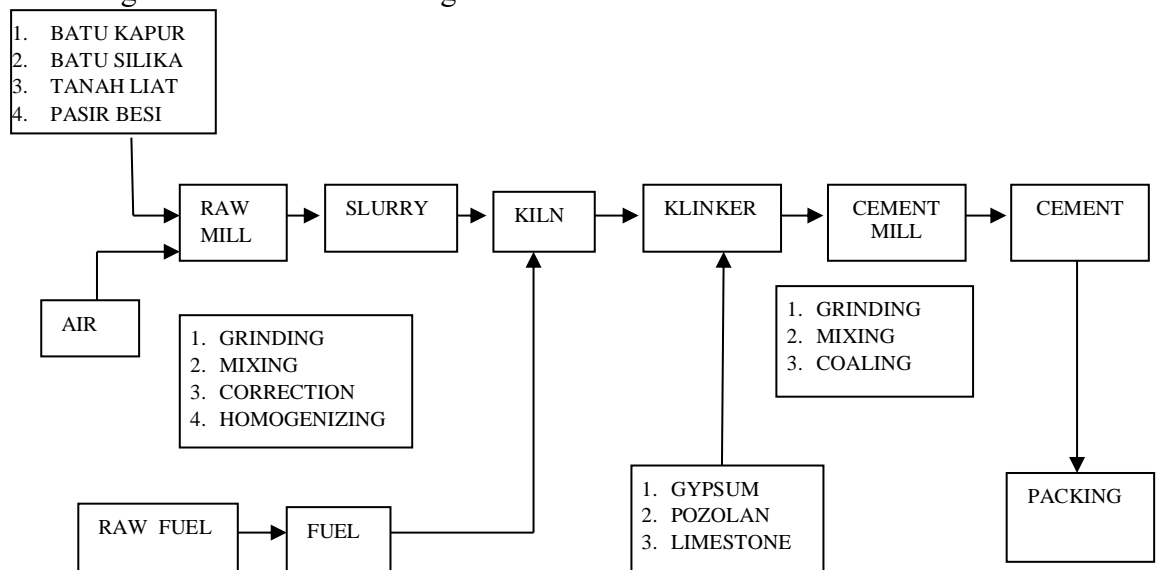 1. BATU KAPUR
2. BATU SILIKA
3. TANAH LIAT
4. PASIR BESI
RAW
MILL
SLURRY
KILN
KLINKER
CEMENT
MILL
CEMENT
AIR
1. GRINDING
2. MIXING
3. CORRECTION
4. HOMOGENIZING
1. GRINDING
2. MIXING
3. COALING
RAW FUEL
FUEL
1. GYPSUM
2. POZOLAN
3. LIMESTONE
PACKING